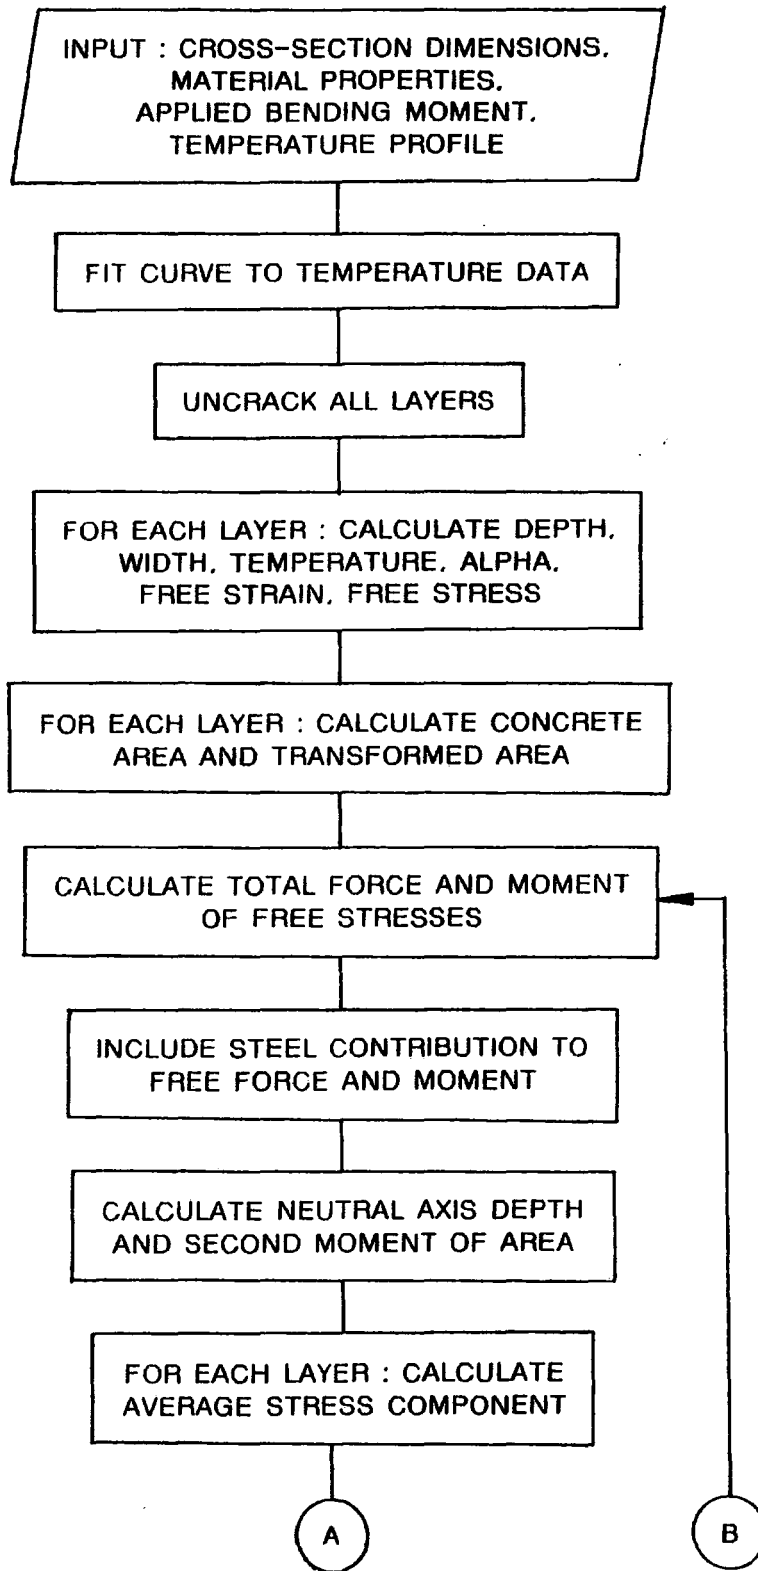 INPUT : CROSS-SECTION DIMENSIONS.
MATERIAL PROPERTIES.
APPLIED BENDING MOMENT.
TEMPERATURE PROFILE
FIT CURVE TO TEMPERATURE DATA
UNCRACK ALL LAYERS
FOR EACH LAYER : CALCULATE DEPTH.
WIDTH. TEMPERATURE. ALPHA.
FREE STRAIN. FREE STRESS
FOR EACH LAYER : CALCULATE CONCRETE
AREA AND TRANSFORMED AREA
CALCULATE TOTAL FORCE AND MOMENT
OF FREE STRESSES
INCLUDE STEEL CONTRIBUTION TO
FREE FORCE AND MOMENT
CALCULATE NEUTRAL AXIS DEPTH
AND SECOND MOMENT OF AREA
FOR EACH LAYER : CALCULATE
AVERAGE STRESS COMPONENT
A
B